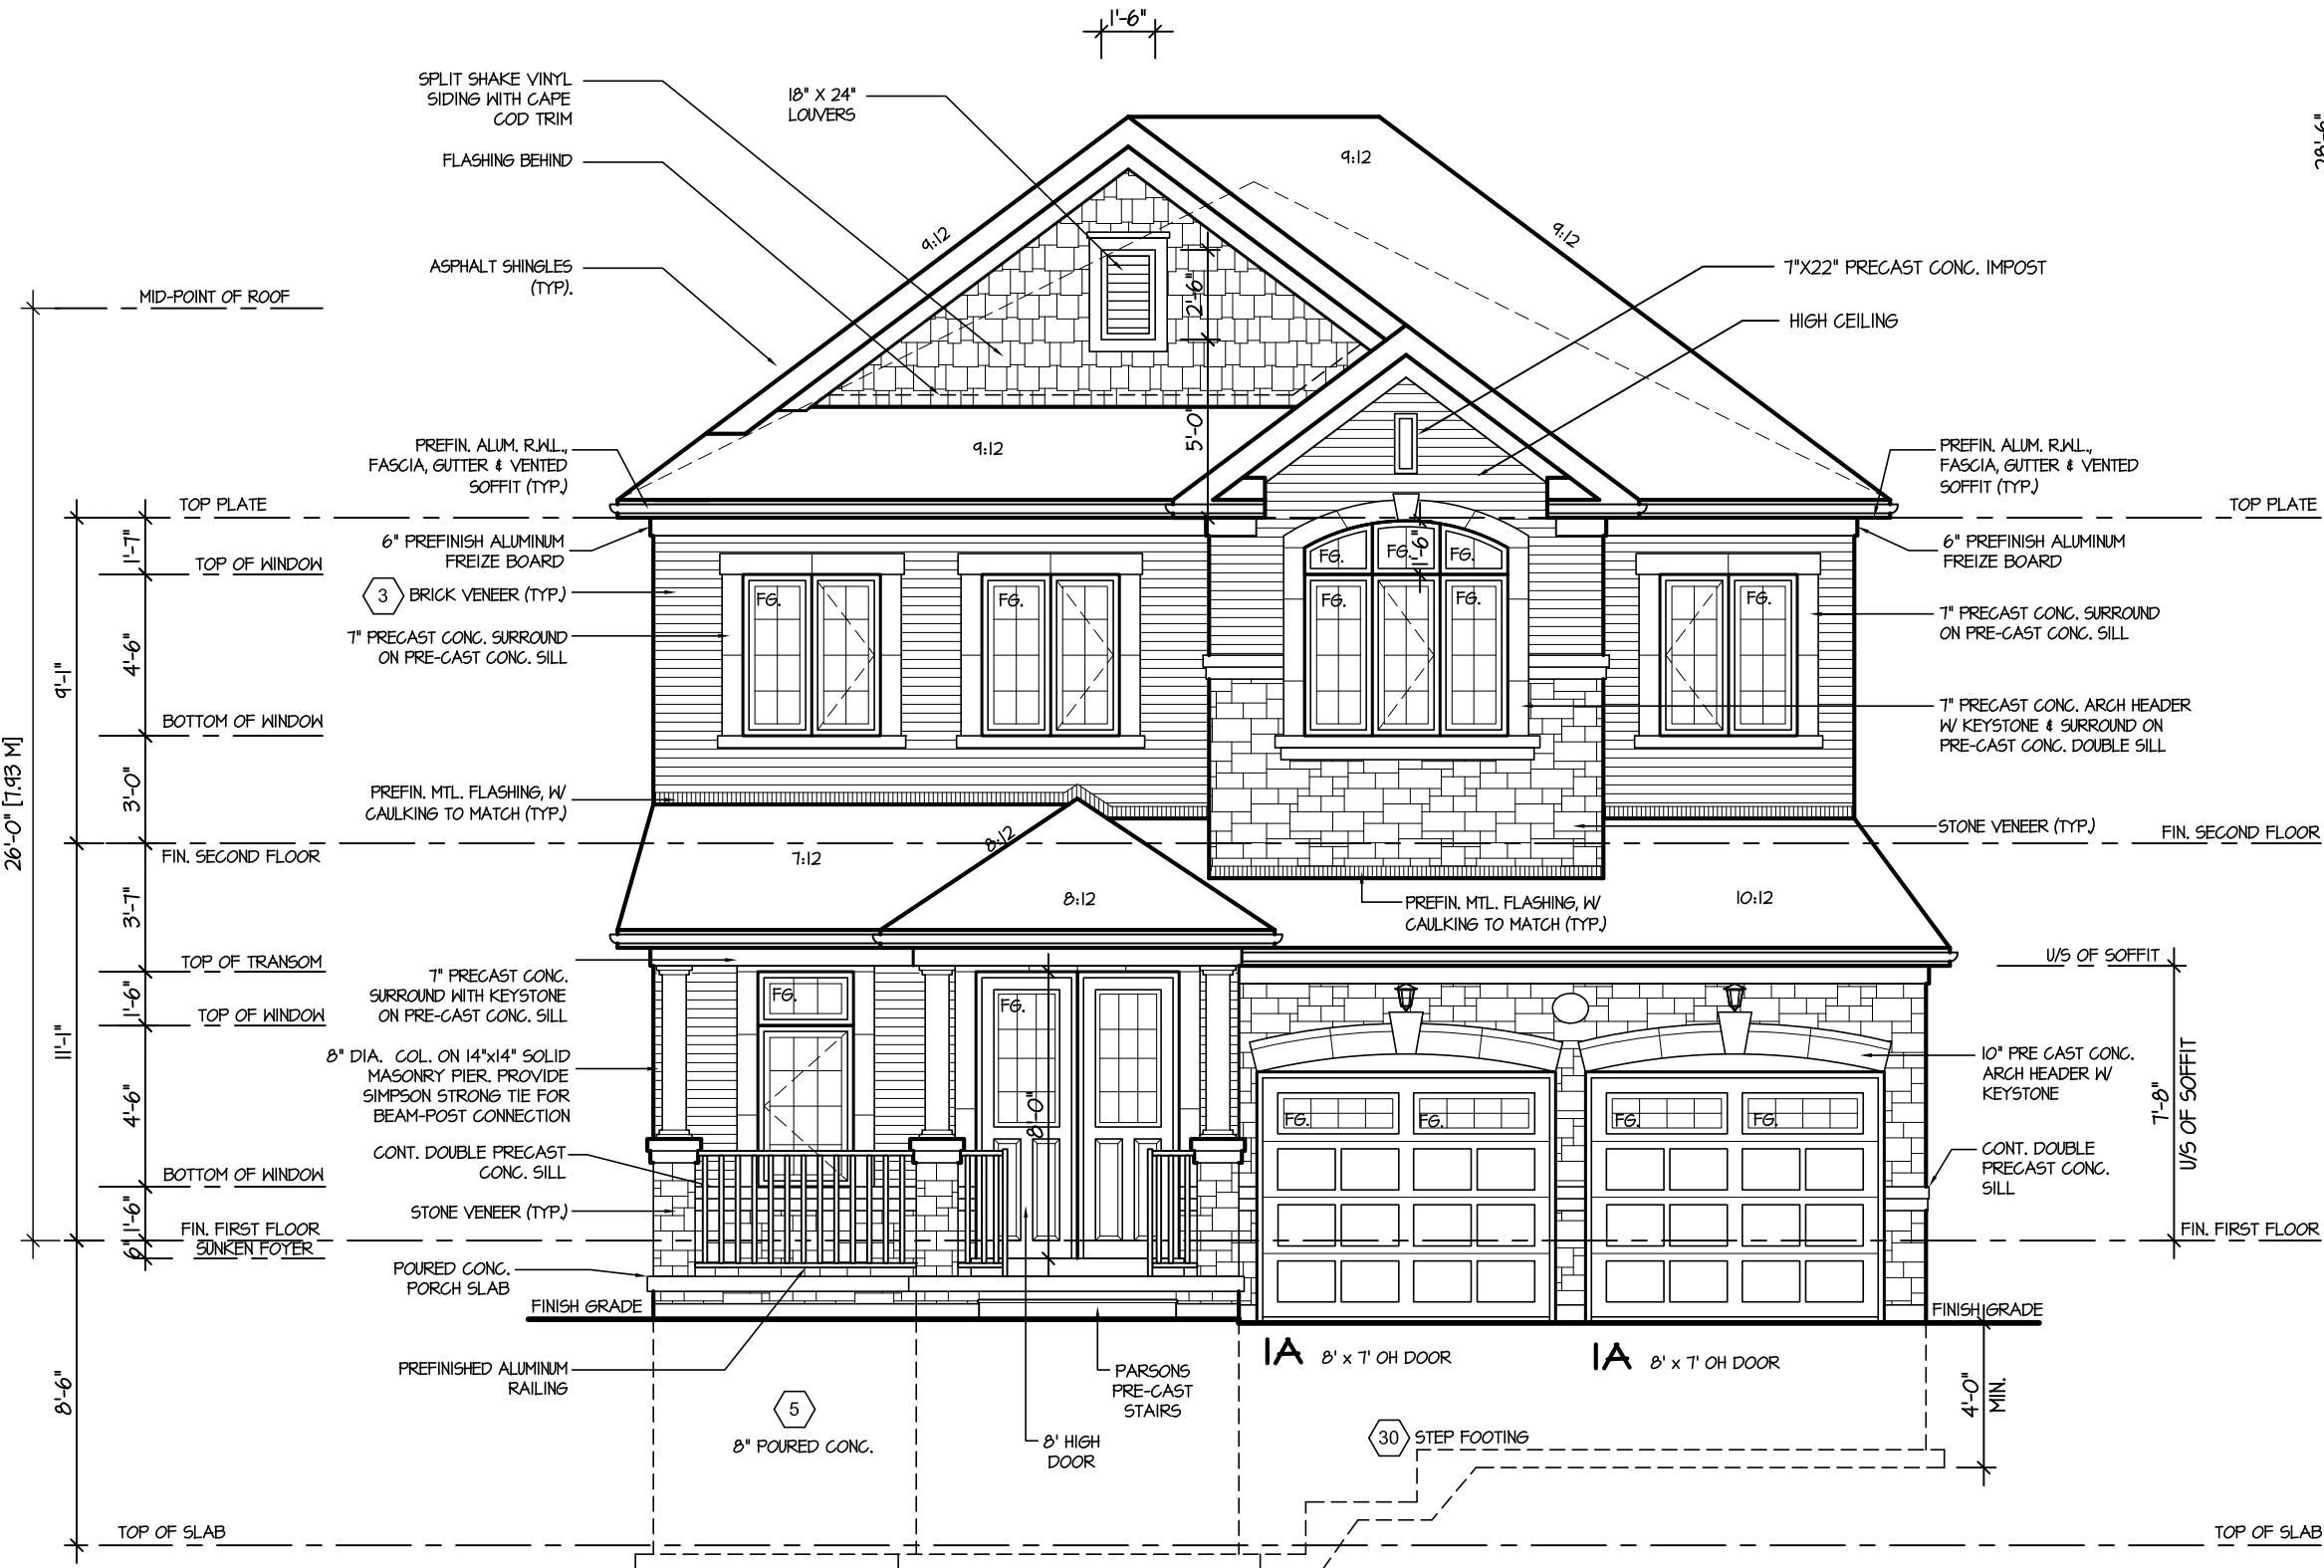 1'-6"
28'-6"
SPLIT SHAKE VINYL
SIDING WITH CAPE
COD TRIM
18" X 24"
LOUVERS
FLASHING BEHIND
ASPHALT SHINGLES
(TYP).
MID-POINT OF ROOF
9:12
9:12
9:12
7"X22" PRECAST CONC. IMPOST
HIGH CEILING
2'-6"
5'-0"
9:12
PREFIN. ALUM. R.W.L.,
FASCIA, GUTTER & VENTED
SOFFIT (TYP.)
PREFIN. ALUM. R.W.L.,
FASCIA, GUTTER & VENTED
SOFFIT (TYP.)
TOP PLATE
TOP PLATE
1'-7"
6" PREFINISH ALUMINUM
FREIZE BOARD
6" PREFINISH ALUMINUM
FREIZE BOARD
TOP OF WINDOW
3
BRICK VENEER (TYP.)
7" PRECAST CONC. SURROUND
ON PRE-CAST CONC. SILL
FG.
FG.
FG.
FG.
FG.
1'-6"
FG.
FG.
FG.
7" PRECAST CONC. SURROUND
ON PRE-CAST CONC. SILL
4'-6"
9'-1"
7" PRECAST CONC. ARCH HEADER
W/ KEYSTONE & SURROUND ON
PRE-CAST CONC. DOUBLE SILL
BOTTOM OF WINDOW
26'-0" [7.93 M]
3'-0"
PREFIN. MTL. FLASHING, W/
CAULKING TO MATCH (TYP.)
STONE VENEER (TYP.)
FIN. SECOND FLOOR
FIN. SECOND FLOOR
7:12
8:12
8:12
10:12
PREFIN. MTL. FLASHING, W/
CAULKING TO MATCH (TYP.)
3'-7"
TOP OF TRANSOM
U/S OF SOFFIT
7" PRECAST CONC.
SURROUND WITH KEYSTONE
ON PRE-CAST CONC. SILL
1'-6"
TOP OF WINDOW
FG.
FG.
11'-1"
8" DIA. COL. ON 14"x14" SOLID
MASONRY PIER. PROVIDE
SIMPSON STRONG TIE FOR
BEAM-POST CONNECTION
10" PRE CAST CONC.
ARCH HEADER W/
KEYSTONE
4'-6"
8'-0"
FG.
FG.
FG.
FG.
7'-8"
U/S OF SOFFIT
CONT. DOUBLE PRECAST
CONC. SILL
CONT. DOUBLE
PRECAST CONC.
SILL
BOTTOM OF WINDOW
1'-6"
STONE VENEER (TYP.)
FIN. FIRST FLOOR
FIN. FIRST FLOOR
6"
SUNKEN FOYER
POURED CONC.
PORCH SLAB
FINISH GRADE
FINISH GRADE
1A
8' x 7' OH DOOR
1A
8' x 7' OH DOOR
PREFINISHED ALUMINUM
RAILING
PARSONS
PRE-CAST
STAIRS
8'-6"
4'-0"
MIN.
5
8" POURED CONC.
8' HIGH
DOOR
30
STEP FOOTING
TOP OF SLAB
TOP OF SLAB